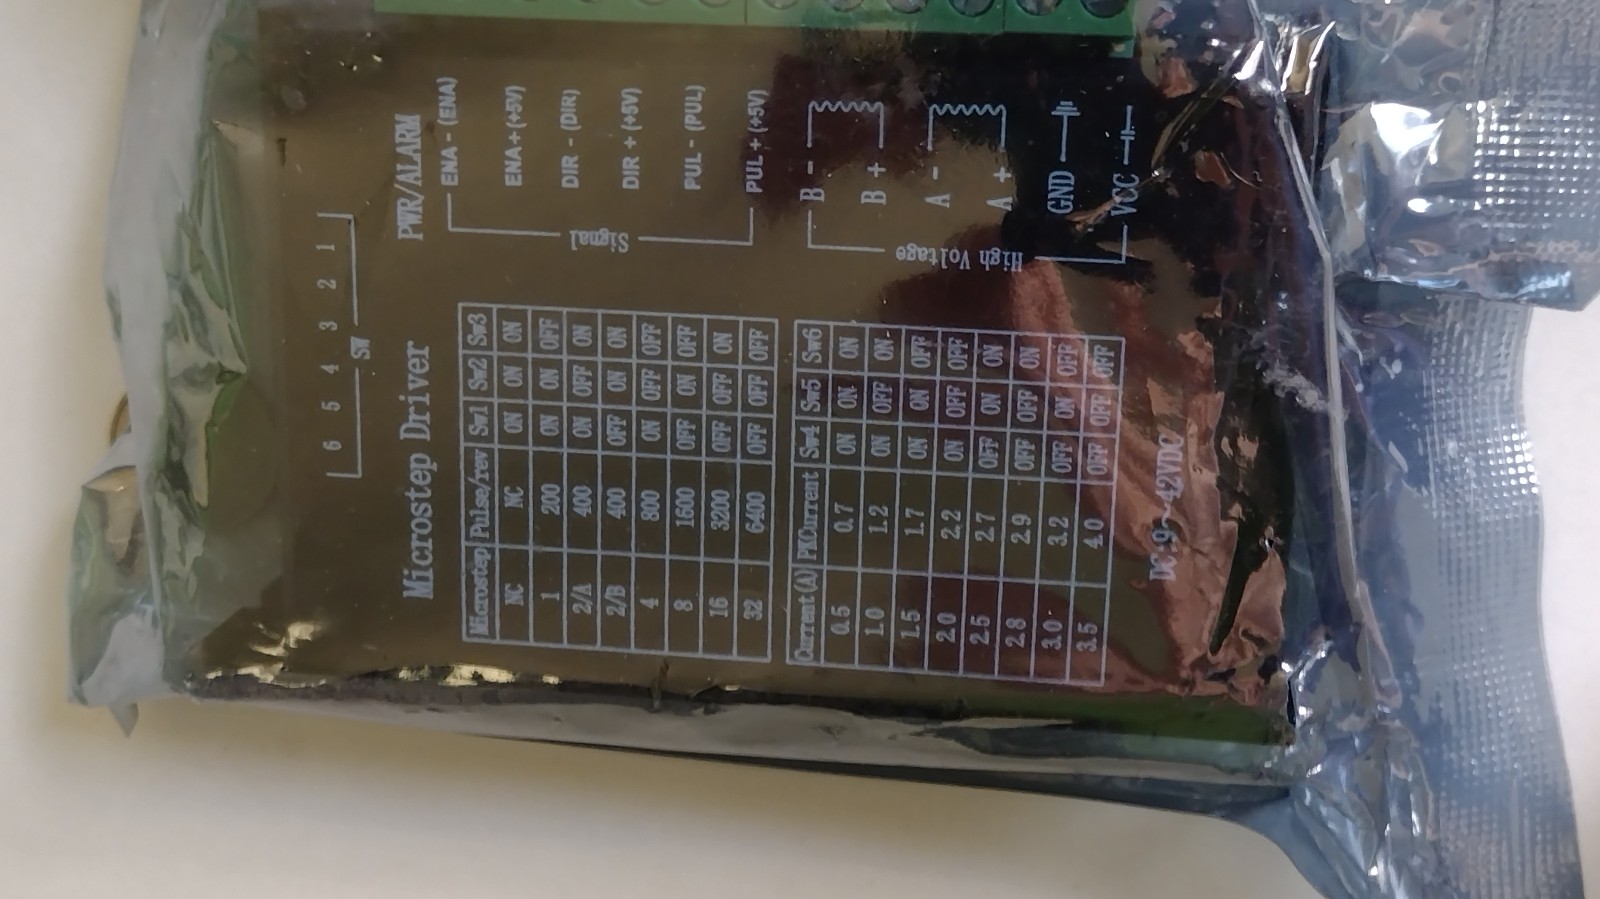 6 5 4 3 2 1
SW
Microstep Driver PWR/ALARM
Microstep Pulse/rev Sw1 Sw2 Sw3
NC NC ON ON ON
1 200 ON ON OFF
2/A 400 ON OFF ON
2/B 400 OFF ON ON
4 800 ON OFF OFF
8 1600 OFF ON OFF
16 3200 OFF OFF ON
32 6400 OFF OFF OFF
Current(A) PKCurrent Sw4 Sw5 Sw6
0.5 0.7 ON ON ON
1.0 1.2 ON OFF ON
1.5 1.7 ON ON OFF
2.0 2.2 ON OFF OFF
2.5 2.7 OFF ON ON
2.8 2.9 OFF OFF ON
3.0 3.2 OFF ON OFF
3.5 4.0 OFF OFF OFF
DC:9~42VDC
Signal
ENA - (ENA)
ENA+(+5V)
DIR - (DIR)
DIR + (+5V)
PUL - (PUL)
PUL + (+5V)
High Voltage
B -
B +
A -
A +
GND
VCC